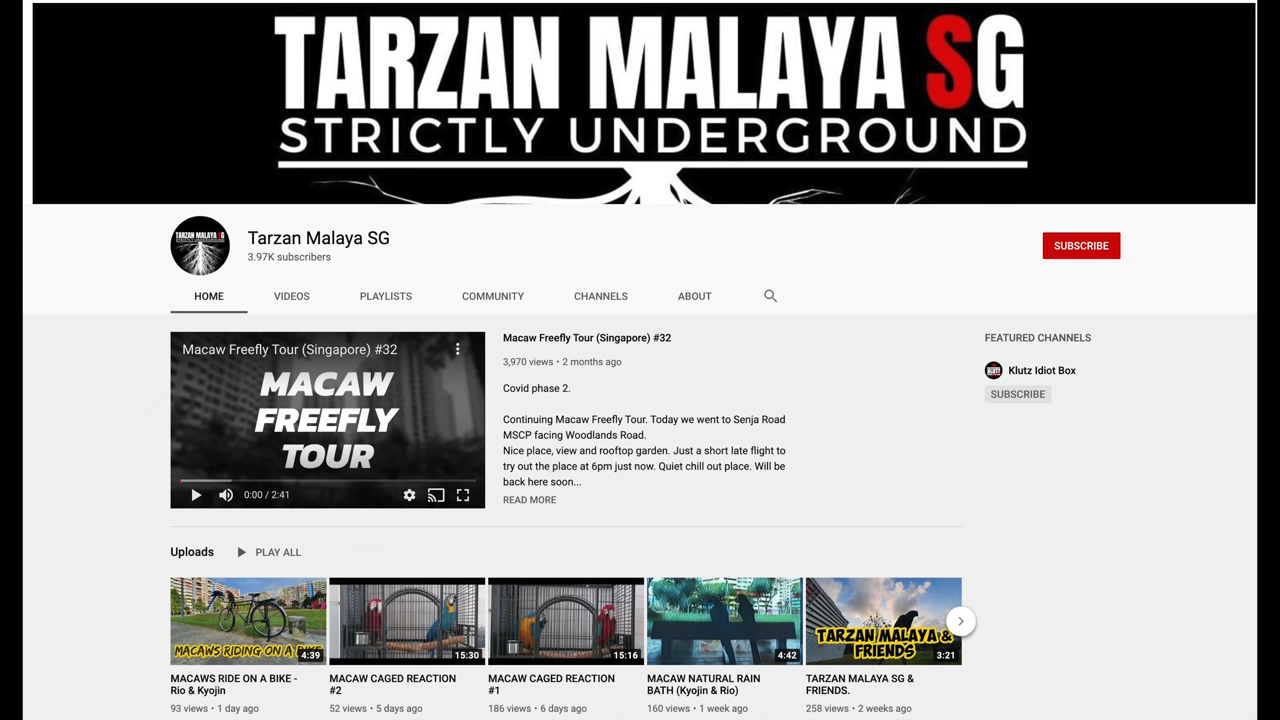 TARZAN MALAYA SG
STRICTLY UNDERGROUND
TARZAN MALAYA SG
STRICTLY UNDERGROUND
Tarzan Malaya SG
3.97K subscribers
SUBSCRIBE
HOME VIDEOS PLAYLISTS COMMUNITY CHANNELS ABOUT
Macaw Freefly Tour (Singapore) #32
MACAW
FREEFLY
TOUR
0:00 / 2:41
Macaw Freefly Tour (Singapore) #32
3,970 views • 2 months ago
Covid phase 2.
Continuing Macaw Freefly Tour. Today we went to Senja Road
MSCP facing Woodlands Road.
Nice place, view and rooftop garden. Just a short late flight to
try out the place at 6pm just now. Quiet chill out place. Will be
back here soon...
READ MORE
FEATURED CHANNELS
Klutz Idiot Box
SUBSCRIBE
Uploads PLAY ALL
MACAWS RIDING ON A
4:39
15:30
15:16
4:42
TARZAN MALAYA &
FRIENDS
3:21
MACAWS RIDE ON A BIKE -
Rio & Kyojin
93 views • 1 day ago
MACAW CAGED REACTION
#2
52 views • 5 days ago
MACAW CAGED REACTION
#1
186 views • 6 days ago
MACAW NATURAL RAIN
BATH (Kyojin & Rio)
160 views • 1 week ago
TARZAN MALAYA SG &
FRIENDS.
258 views • 2 weeks ago